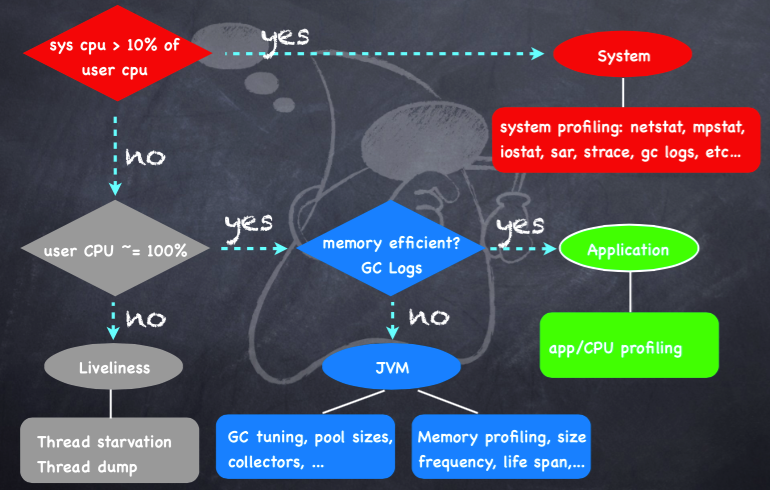 sys cpu > 10% of
user cpu
yes
System
system profiling: netstat, mpstat,
iostat, sar, strace, gc logs, etc...
no
user CPU ~= 100%
yes
memory efficient?
GC Logs
yes
Application
app/CPU profiling
no
Liveliness
Thread starvation
Thread dump
no
JVM
GC tuning, pool sizes,
collectors, ...
Memory profiling, size
frequency, life span,...